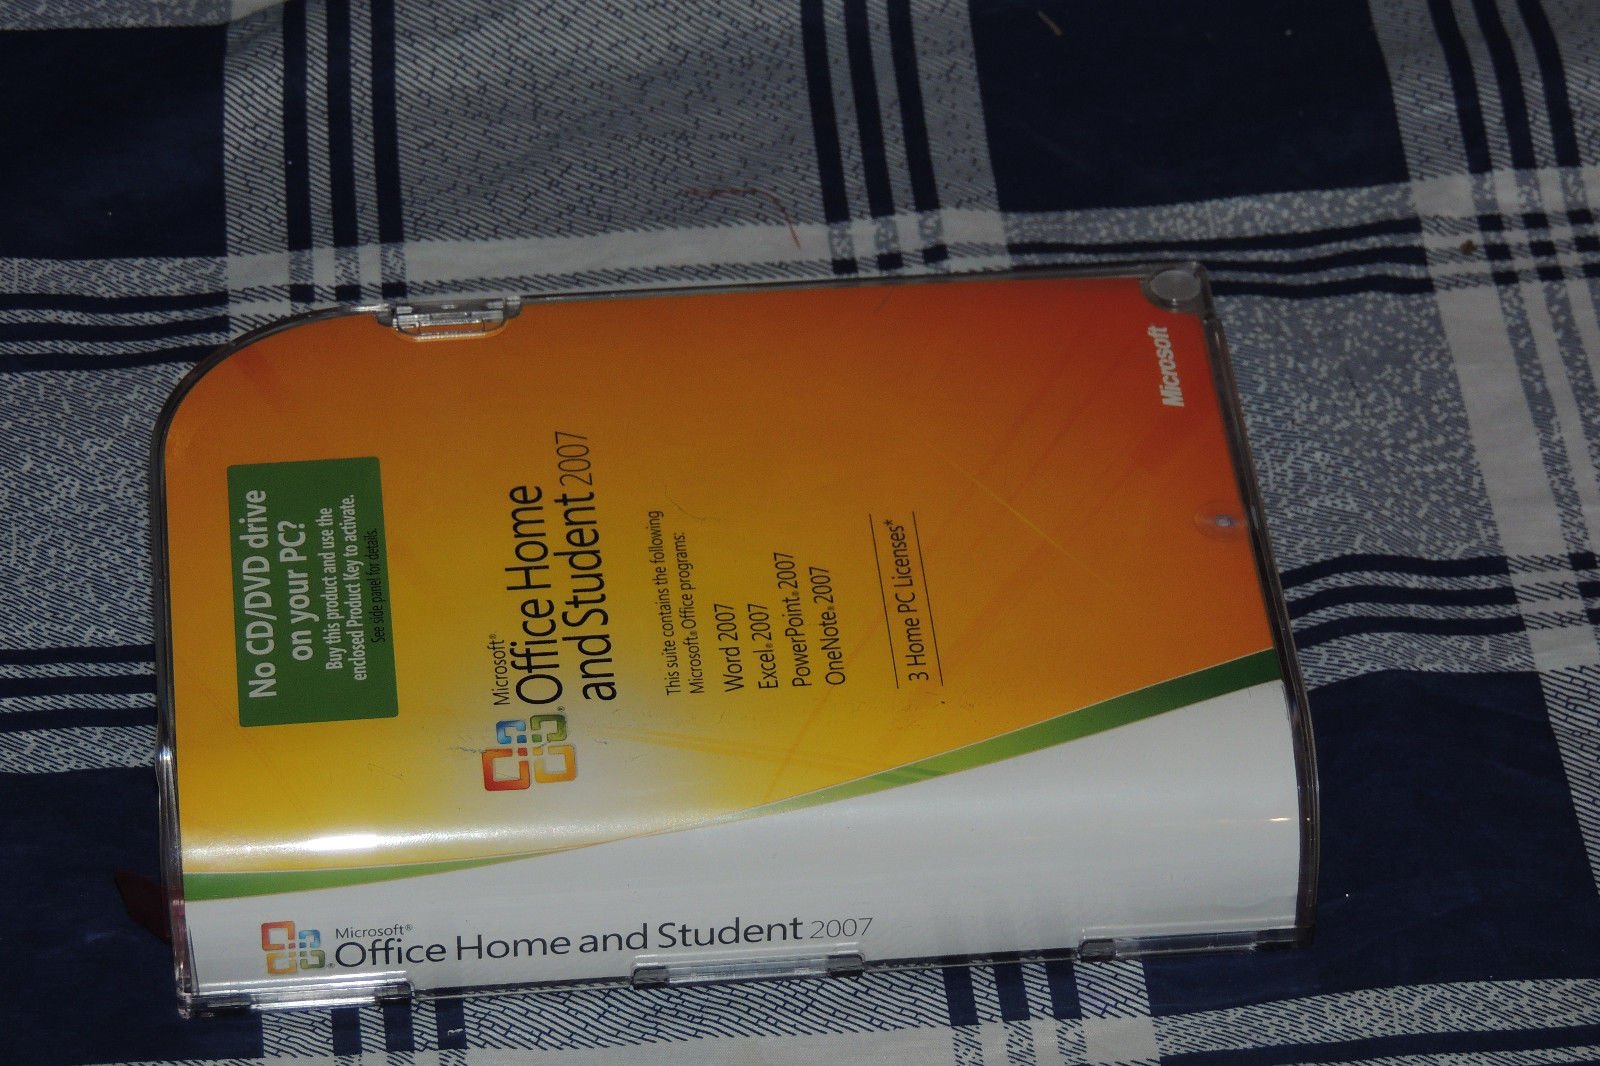 No CD/DVD drive
on your PC?
Buy this product and use the
enclosed Product Key to activate.
See side panel for details.
Microsoft®
Office Home
and Student 2007
This suite contains the following
Microsoft® Office programs:
Word 2007
Excel® 2007
PowerPoint® 2007
OneNote® 2007
3 Home PC Licenses*
Microsoft
Microsoft®
Office Home and Student 2007